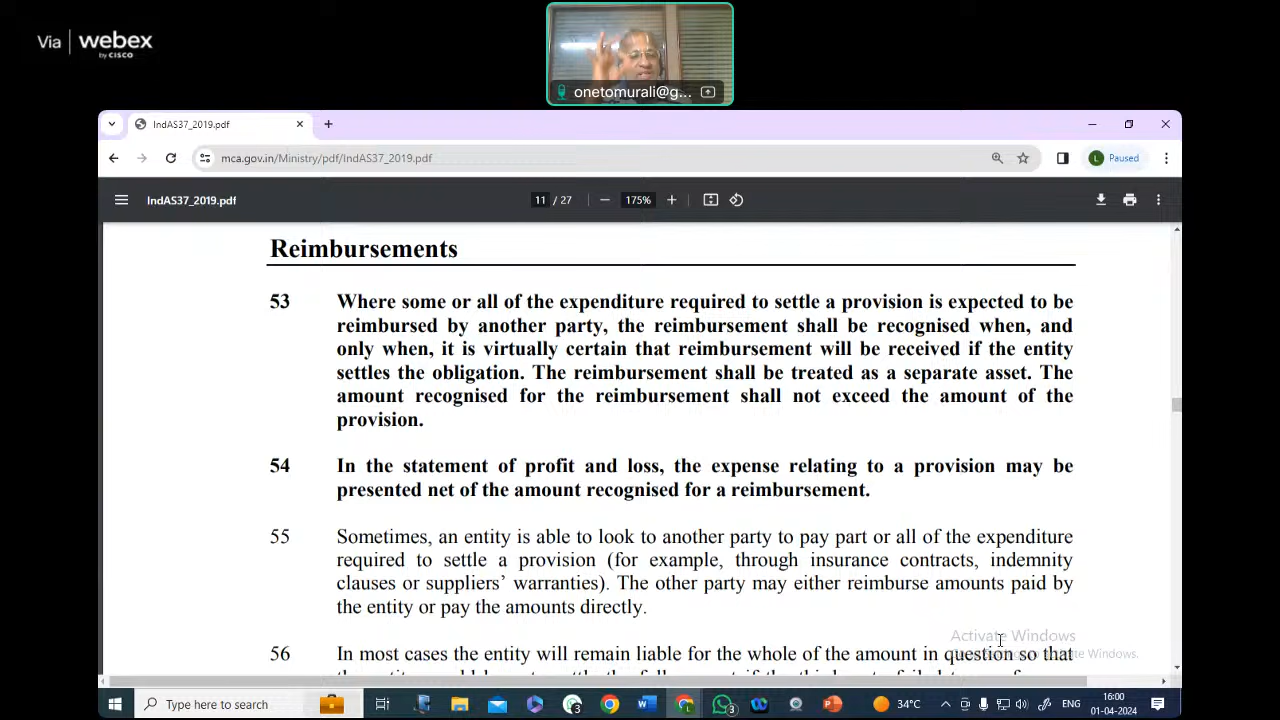 Via webex
by CISCO
onetomurali@g...
IndAS37_2019.pdf
mca.gov.in/Ministry/pdf/IndAS37_2019.pdf
L Paused
IndAS37_2019.pdf 11 / 27 175%
Reimbursements
53 Where some or all of the expenditure required to settle a provision is expected to be
reimbursed by another party, the reimbursement shall be recognised when, and
only when, it is virtually certain that reimbursement will be received if the entity
settles the obligation. The reimbursement shall be treated as a separate asset. The
amount recognised for the reimbursement shall not exceed the amount of the
provision.
54 In the statement of profit and loss, the expense relating to a provision may be
presented net of the amount recognised for a reimbursement.
55 Sometimes, an entity is able to look to another party to pay part or all of the expenditure
required to settle a provision (for example, through insurance contracts, indemnity
clauses or suppliers’ warranties). The other party may either reimburse amounts paid by
the entity or pay the amounts directly.
Activate Windows
56 In most cases the entity will remain liable for the whole of the amount in question so that
Type here to search
3
3
34°C
ENG
16:00
01-04-2024